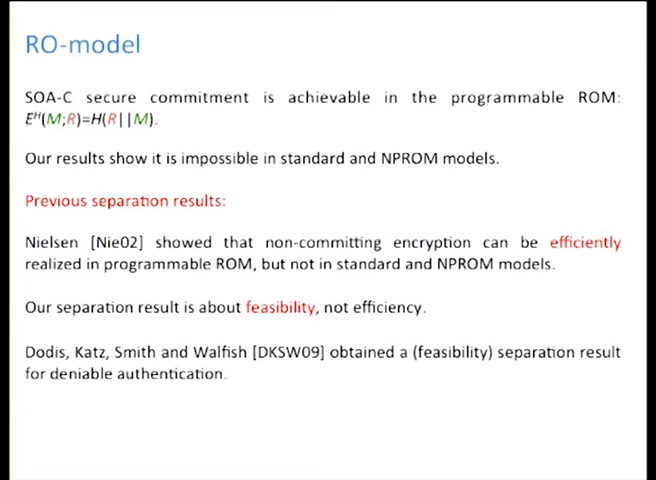 RO-model
SOA-C secure commitment is achievable in the programmable ROM:
Eᴴ(M;R)=H(R||M).
Our results show it is impossible in standard and NPROM models.
Previous separation results:
Nielsen [Nie02] showed that non-committing encryption can be efficiently
realized in programmable ROM, but not in standard and NPROM models.
Our separation result is about feasibility, not efficiency.
Dodis, Katz, Smith and Walfish [DKSW09] obtained a (feasibility) separation result
for deniable authentication.